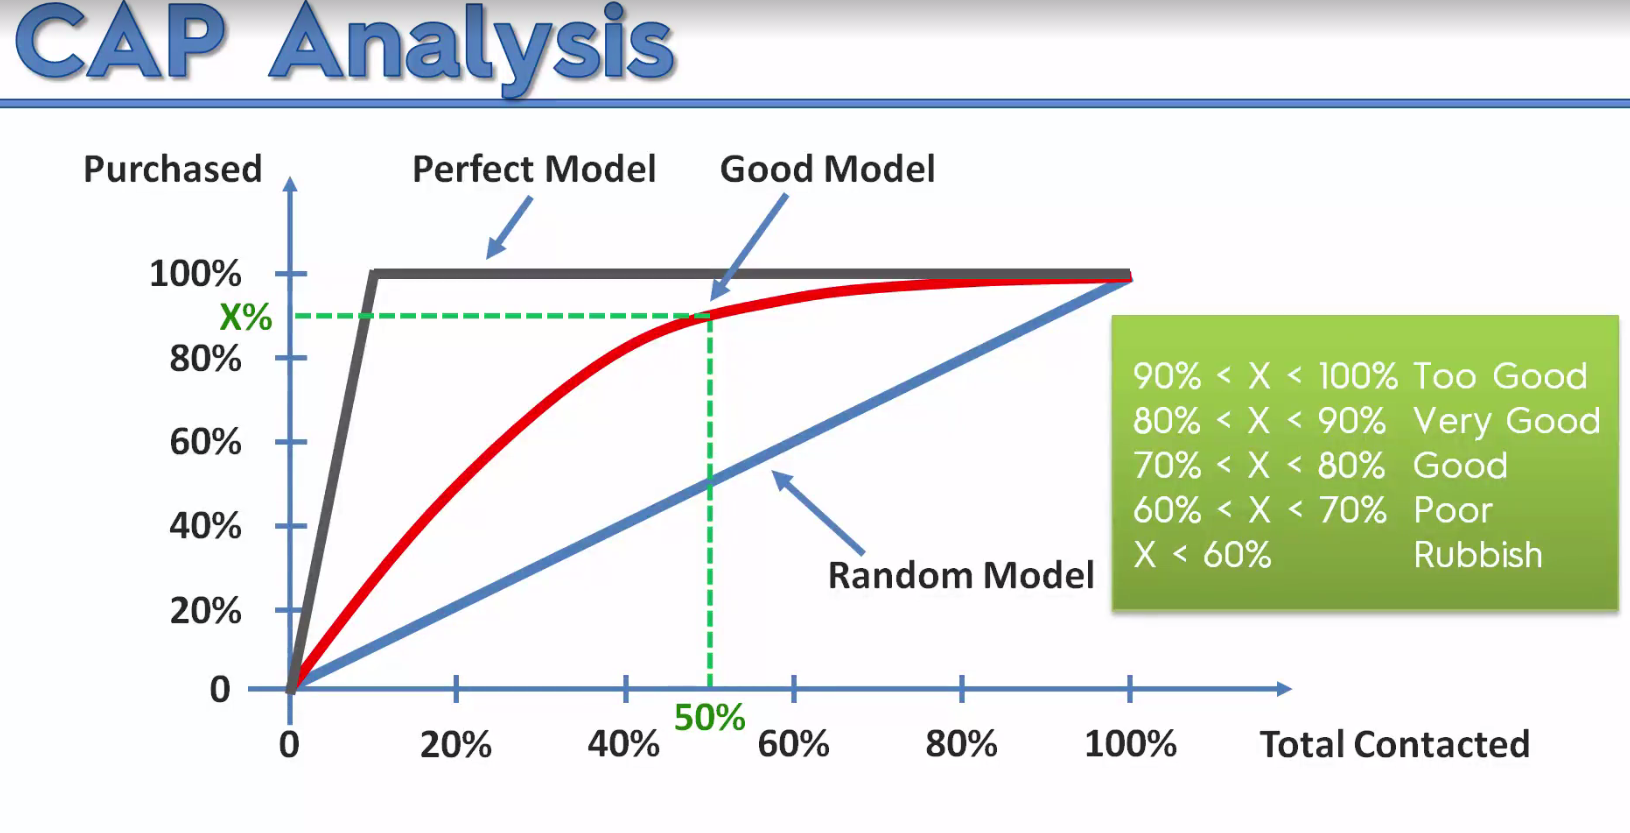 CAP Analysis
Purchased
Perfect Model
Good Model
100%
X%
80%
60%
40%
20%
0
90% < X < 100% Too Good
80% < X < 90% Very Good
70% < X < 80% Good
60% < X < 70% Poor
X < 60% Rubbish
Random Model
50%
0 20% 40% 60% 80% 100% Total Contacted